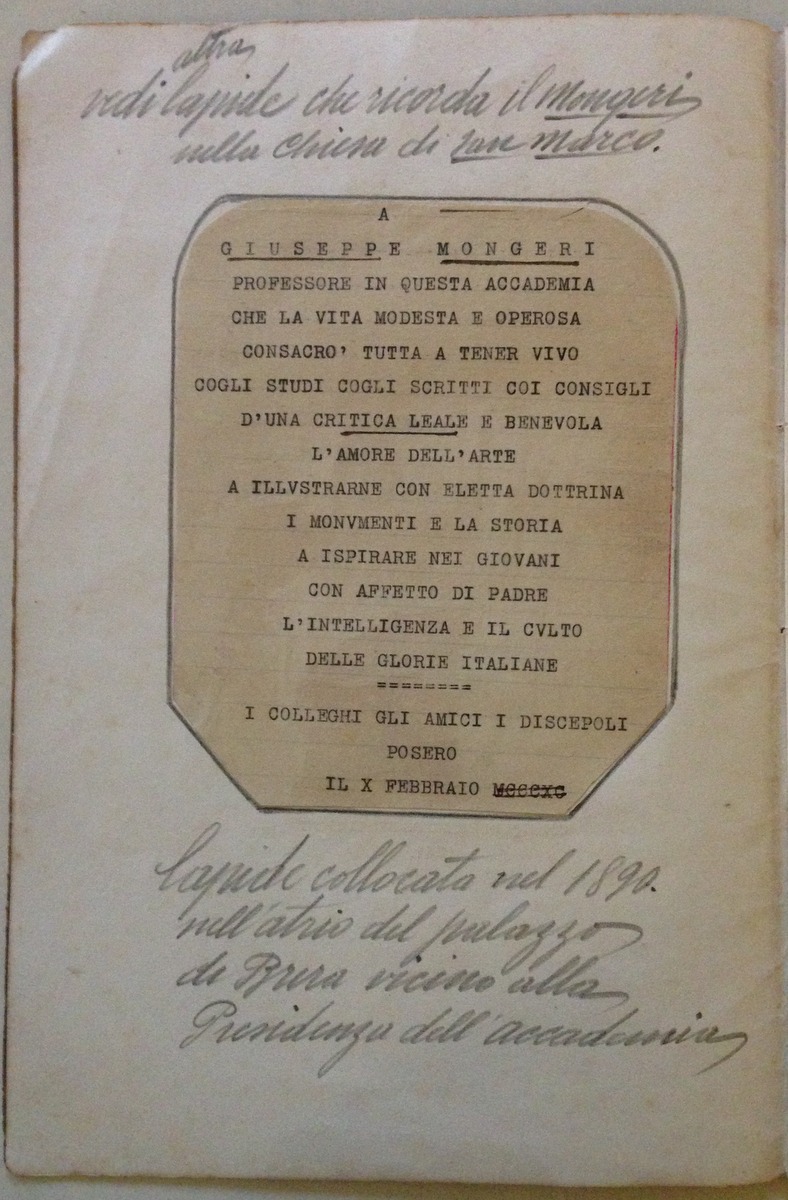 altra
vedi lapide che ricorda il Mongeri
nella Chiesa di San Marco.
A
GIUSEPPE MONGERI
PROFESSORE IN QUESTA ACCADEMIA
CHE LA VITA MODESTA E OPEROSA
CONSACRO' TUTTA A TENER VIVO
COGLI STUDI COGLI SCRITTI COI CONSIGLI
D'UNA CRITICA LEALE E BENEVOLA
L'AMORE DELL'ARTE
A ILLVSTRARNE CON ELETTA DOTTRINA
I MONVMENTI E LA STORIA
A ISPIRARE NEI GIOVANI
CON AFFETTO DI PADRE
L'INTELLIGENZA E IL CVLTO
DELLE GLORIE ITALIANE
========
I COLLEGHI GLI AMICI I DISCEPOLI
POSERO
IL X FEBBRAIO
lapide collocata nel 1890.
nell'atrio del palazzo
di Brera vicino alla
Presidenza dell'accademia